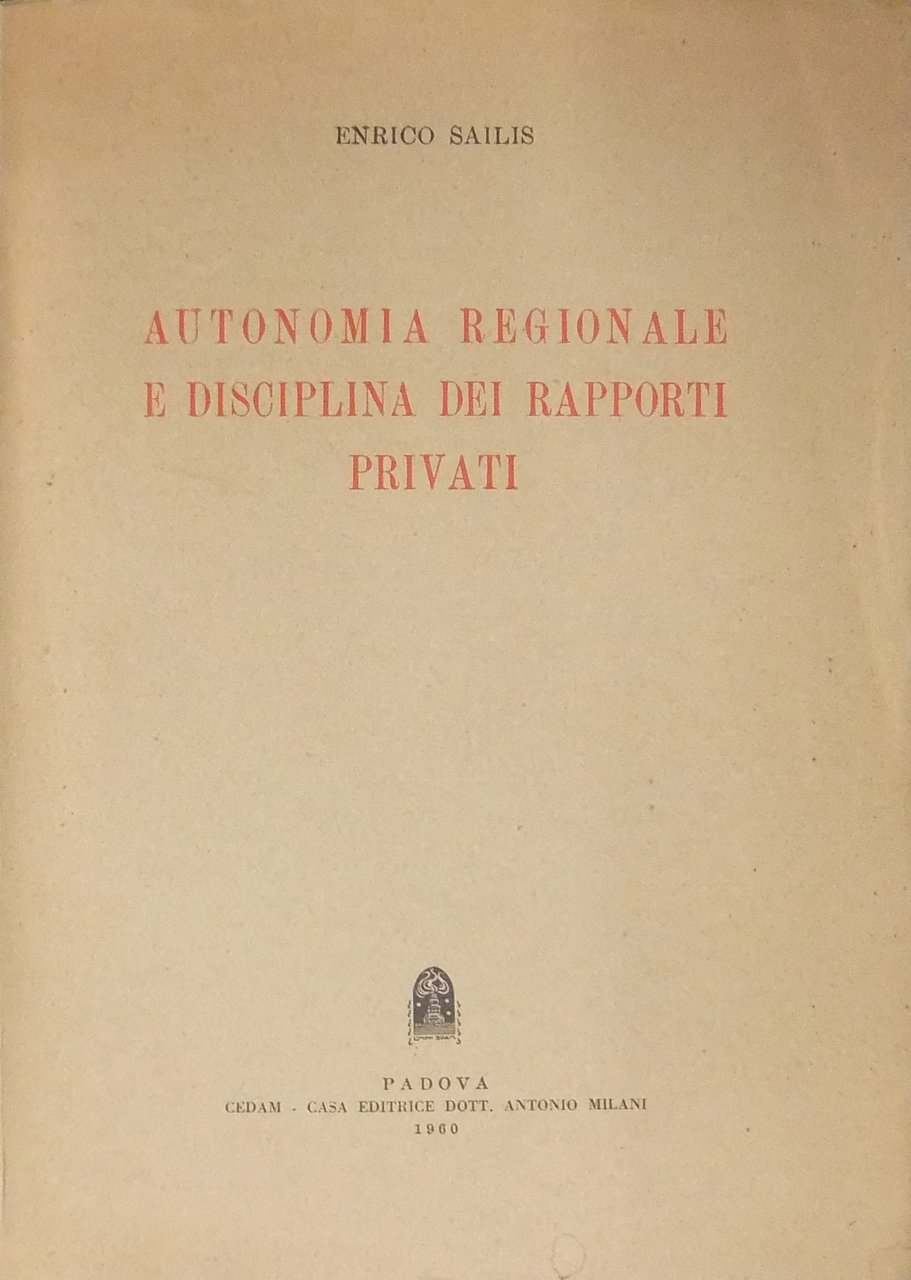 ENRICO SAILIS
AUTONOMIA REGIONALE
E DISCIPLINA DEI RAPPORTI
PRIVATI
PADOVA
CEDAM - CASA EDITRICE DOTT. ANTONIO MILANI
1960